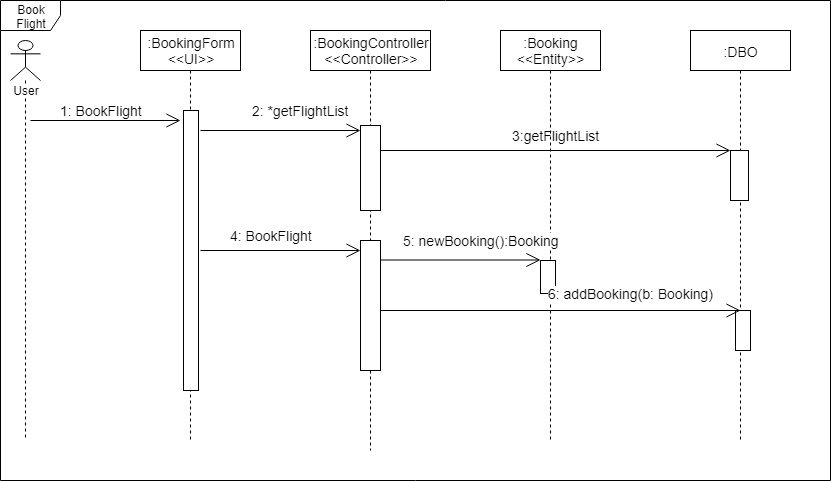 Book
Flight
User
:BookingForm
<<UI>>
:BookingController
<<Controller>>
:Booking
<<Entity>>
:DBO
1: BookFlight
2: *getFlightList
3:getFlightList
4: BookFlight
5: newBooking():Booking
6: addBooking(b: Booking)